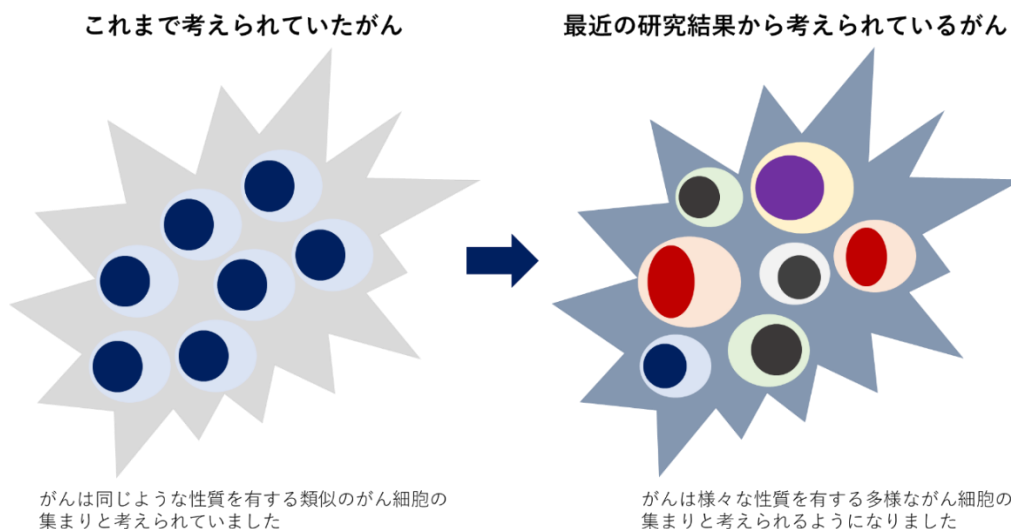 これまで考えられていたがん
最近の研究結果から考えられているがん
がんは同じような性質を有する類似のがん細胞の
集まりと考えられていました
がんは様々な性質を有する多様ながん細胞の
集まりと考えられるようになりました